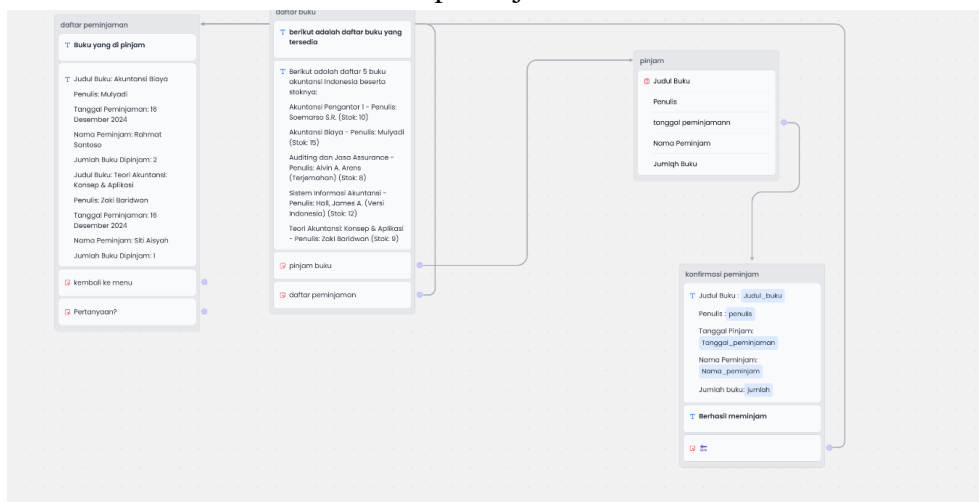 daftar peminjaman
Buku yang di pinjam
Judul Buku: Akuntansi Biaya
Penulis: Mulyadi
Tanggal Peminjaman: 16
Desember 2024
Nama Peminjam: Rahmat
Santoso
Jumlah Buku Dipinjam: 2
Judul Buku: Teori Akuntansi:
Konsep & Aplikasi
Penulis: Zaki Baridwan
Tanggal Peminjaman: 16
Desember 2024
Nama Peminjam: Siti Aisyah
Jumlah Buku Dipinjam: 1
kembali ke menu
Pertanyaan?
daftar buku
berikut adalah daftar buku yang
tersedia
Berikut adalah daftar 5 buku
akuntansi Indonesia beserta
stoknya:
Akuntansi Pengantar 1 - Penulis:
Soemarso S.R. (Stok: 10)
Akuntansi Biaya - Penulis: Mulyadi
(Stok: 15)
Auditing dan Jasa Assurance -
Penulis: Alvin A. Arens
(Terjemahan) (Stok: 8)
Sistem Informasi Akuntansi -
Penulis: Hall, James A. (Versi
Indonesia) (Stok: 12)
Teori Akuntansi: Konsep & Aplikasi
- Penulis: Zaki Baridwan (Stok: 9)
pinjam buku
daftar peminjaman
pinjam
Judul Buku
Penulis
tanggal peminjamann
Nama Peminjam
Jumlqh Buku
konfirmasi peminjam
Judul Buku : Judul_buku
Penulis : penulis
Tanggal Pinjam:
Tanggal_peminjaman
Nama Peminjam:
Nama_peminjam
Jumlah buku: jumlah
Berhasil meminjam